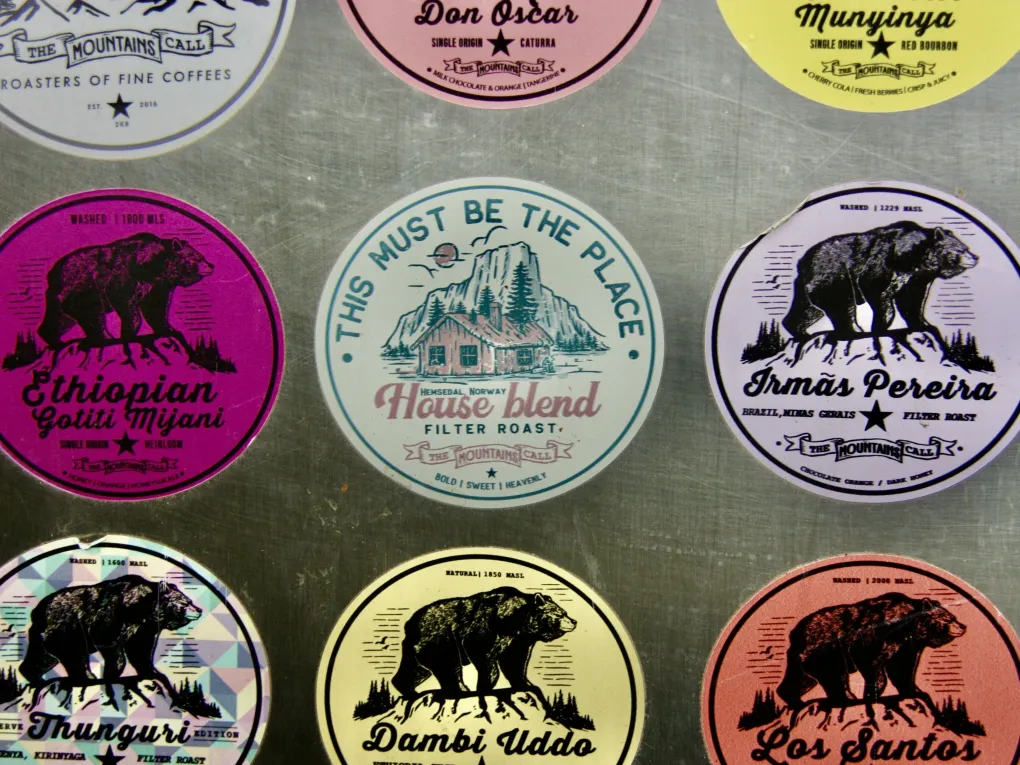 THE MOUNTAINS CALL
ROASTERS OF FINE COFFEES
EST. 2016
2KR
Don Oscar
SINGLE ORIGIN CATURRA
THE MOUNTAINS CALL
MILK CHOCOLATE & ORANGE | TANGERINE
Munyinya
SINGLE ORIGIN RED BOURBON
THE MOUNTAINS CALL
CHERRY COLA | FRESH BERRIES | CRISP & JUICY
WASHED | 1800 MLS
Ethiopian
Gotiti Mijani
SINGLE ORIGIN HEIRLOOM
THE MOUNTAINS CALL
HONEY | ORANGE | HONEYSUCKLE
THIS MUST BE THE PLACE
HEMSEDAL, NORWAY
House blend
FILTER ROAST
THE MOUNTAINS CALL
BOLD | SWEET | HEAVENLY
WASHED | 1229 MASL
Irmãs Pereira
BRAZIL, MINAS GERAIS FILTER ROAST
THE MOUNTAINS CALL
CHOCOLATE ORANGE / DARK HONEY
WASHED | 1600 MASL
Thunguri
EDITION
KIRINYAGA FILTER ROAST
NATURAL | 1850 MASL
Dambi Uddo
WASHED | 2000 MASL
Los Santos